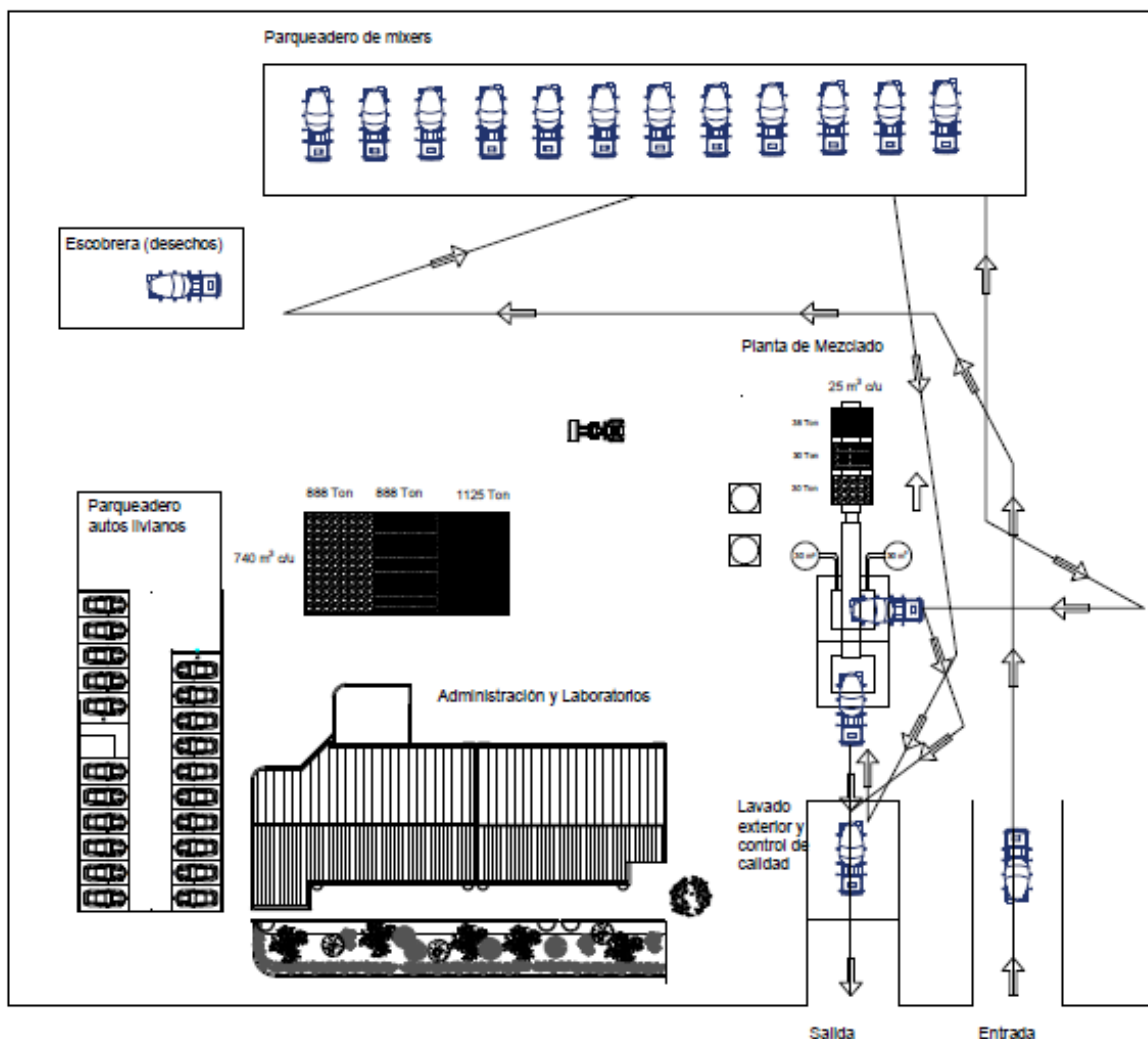 Parqueadero de mixers
Escobrera (desechos)
Planta de Mezclado
25 m³ c/u
38 Ton
30 Ton
30 Ton
Parqueadero
autos livianos
888 Ton
888 Ton
1125 Ton
740 m³ c/u
30 m³
30 m³
Administración y Laboratorios
Lavado
exterior y
control de
calidad
Salida
Entrada